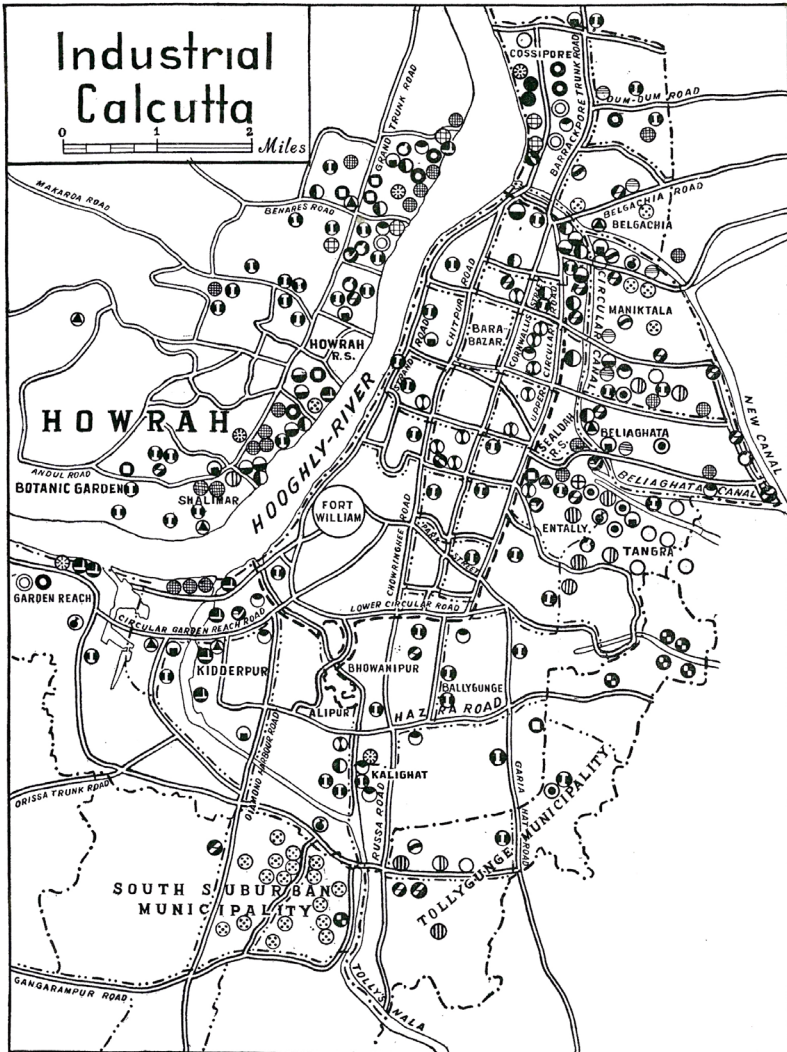 Industrial
Calcutta
0 1 2 Miles
GRAND TRUNK ROAD
COSSIPORE
BARRACKPORE TRUNK ROAD
DUM-DUM ROAD
MAKARDA ROAD
BENARES ROAD
BELGACHIA ROAD
BELGACHIA
CHITPUR ROAD
CORNWALLIS
UPPER CIRCULAR ROAD
CIRCULAR CANAL
MANIKTALA
BARA
BAZAR
STRAND ROAD
HOWRAH
R.S.
HOWRAH
HOOGHLY-RIVER
SEALDAH
R.S.
BELIAGHATA
NEW CANAL
BELIAGHATA CANAL
ANDUL ROAD
BOTANIC GARDEN
SHALIMAR
FORT
WILLIAM
CHOWRINGHEE ROAD
PARK STREET
ENTALLY
TANGRA
GARDEN REACH
CIRCULAR GARDEN REACH ROAD
LOWER CIRCULAR ROAD
KIDDERPUR
BHOWANIPUR
BALLYGUNGE
ALIPUR
HAZRA ROAD
DIAMOND HARBOUR ROAD
KALIGHAT
RUSSA ROAD
GARIA HAT ROAD
ORISSA TRUNK ROAD
TOLLYGUNGE MUNICIPALITY
SOUTH SUBURBAN
MUNICIPALITY
GANGARAMPUR ROAD
TOLLY'S NALA